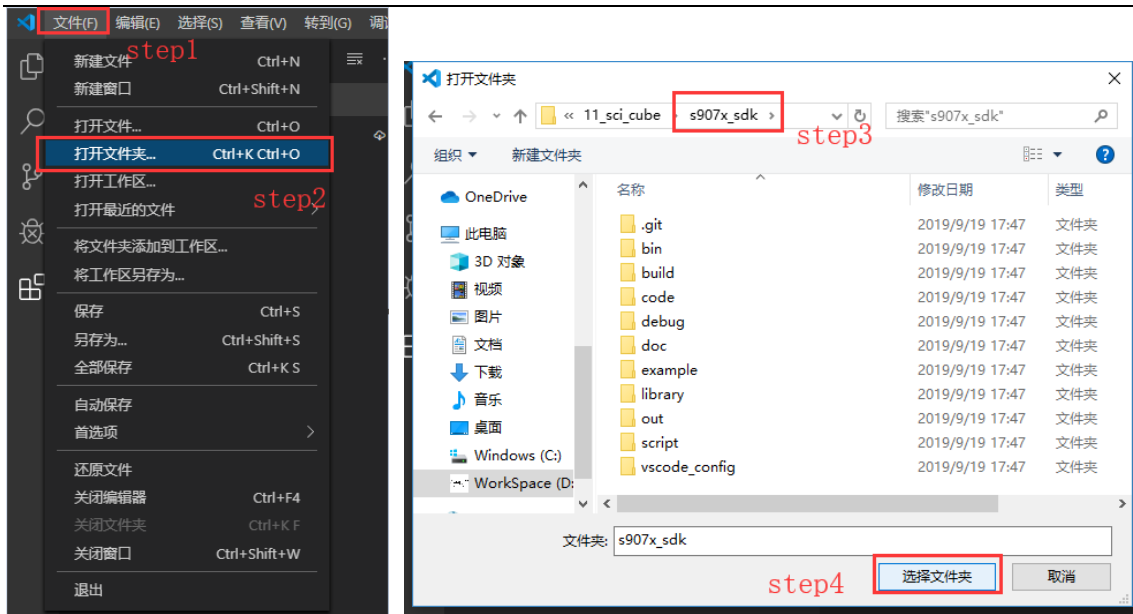 文件(F) 编辑(E) 选择(S) 查看(V) 转到(G)
step1
新建文件 Ctrl+N
新建窗口 Ctrl+Shift+N
打开文件... Ctrl+O
打开文件夹... Ctrl+K Ctrl+O
打开工作区...
step2
打开最近的文件
将文件夹添加到工作区...
将工作区另存为...
保存 Ctrl+S
另存为... Ctrl+Shift+S
全部保存 Ctrl+K S
自动保存
首选项
还原文件
关闭编辑器 Ctrl+F4
关闭文件夹 Ctrl+K F
关闭窗口 Ctrl+Shift+W
退出
打开文件夹
« 11_sci_cube › s907x_sdk › 搜索"s907x_sdk"
step3
组织 新建文件夹
OneDrive
此电脑
3D 对象
视频
图片
文档
下载
音乐
桌面
Windows (C:)
WorkSpace (D:
名称 修改日期 类型
.git 2019/9/19 17:47 文件夹
bin 2019/9/19 17:47 文件夹
build 2019/9/19 17:47 文件夹
code 2019/9/19 17:47 文件夹
debug 2019/9/19 17:47 文件夹
doc 2019/9/19 17:47 文件夹
example 2019/9/19 17:47 文件夹
library 2019/9/19 17:47 文件夹
out 2019/9/19 17:47 文件夹
script 2019/9/19 17:47 文件夹
vscode_config 2019/9/19 17:47 文件夹
文件夹: s907x_sdk
step4
选择文件夹 取消